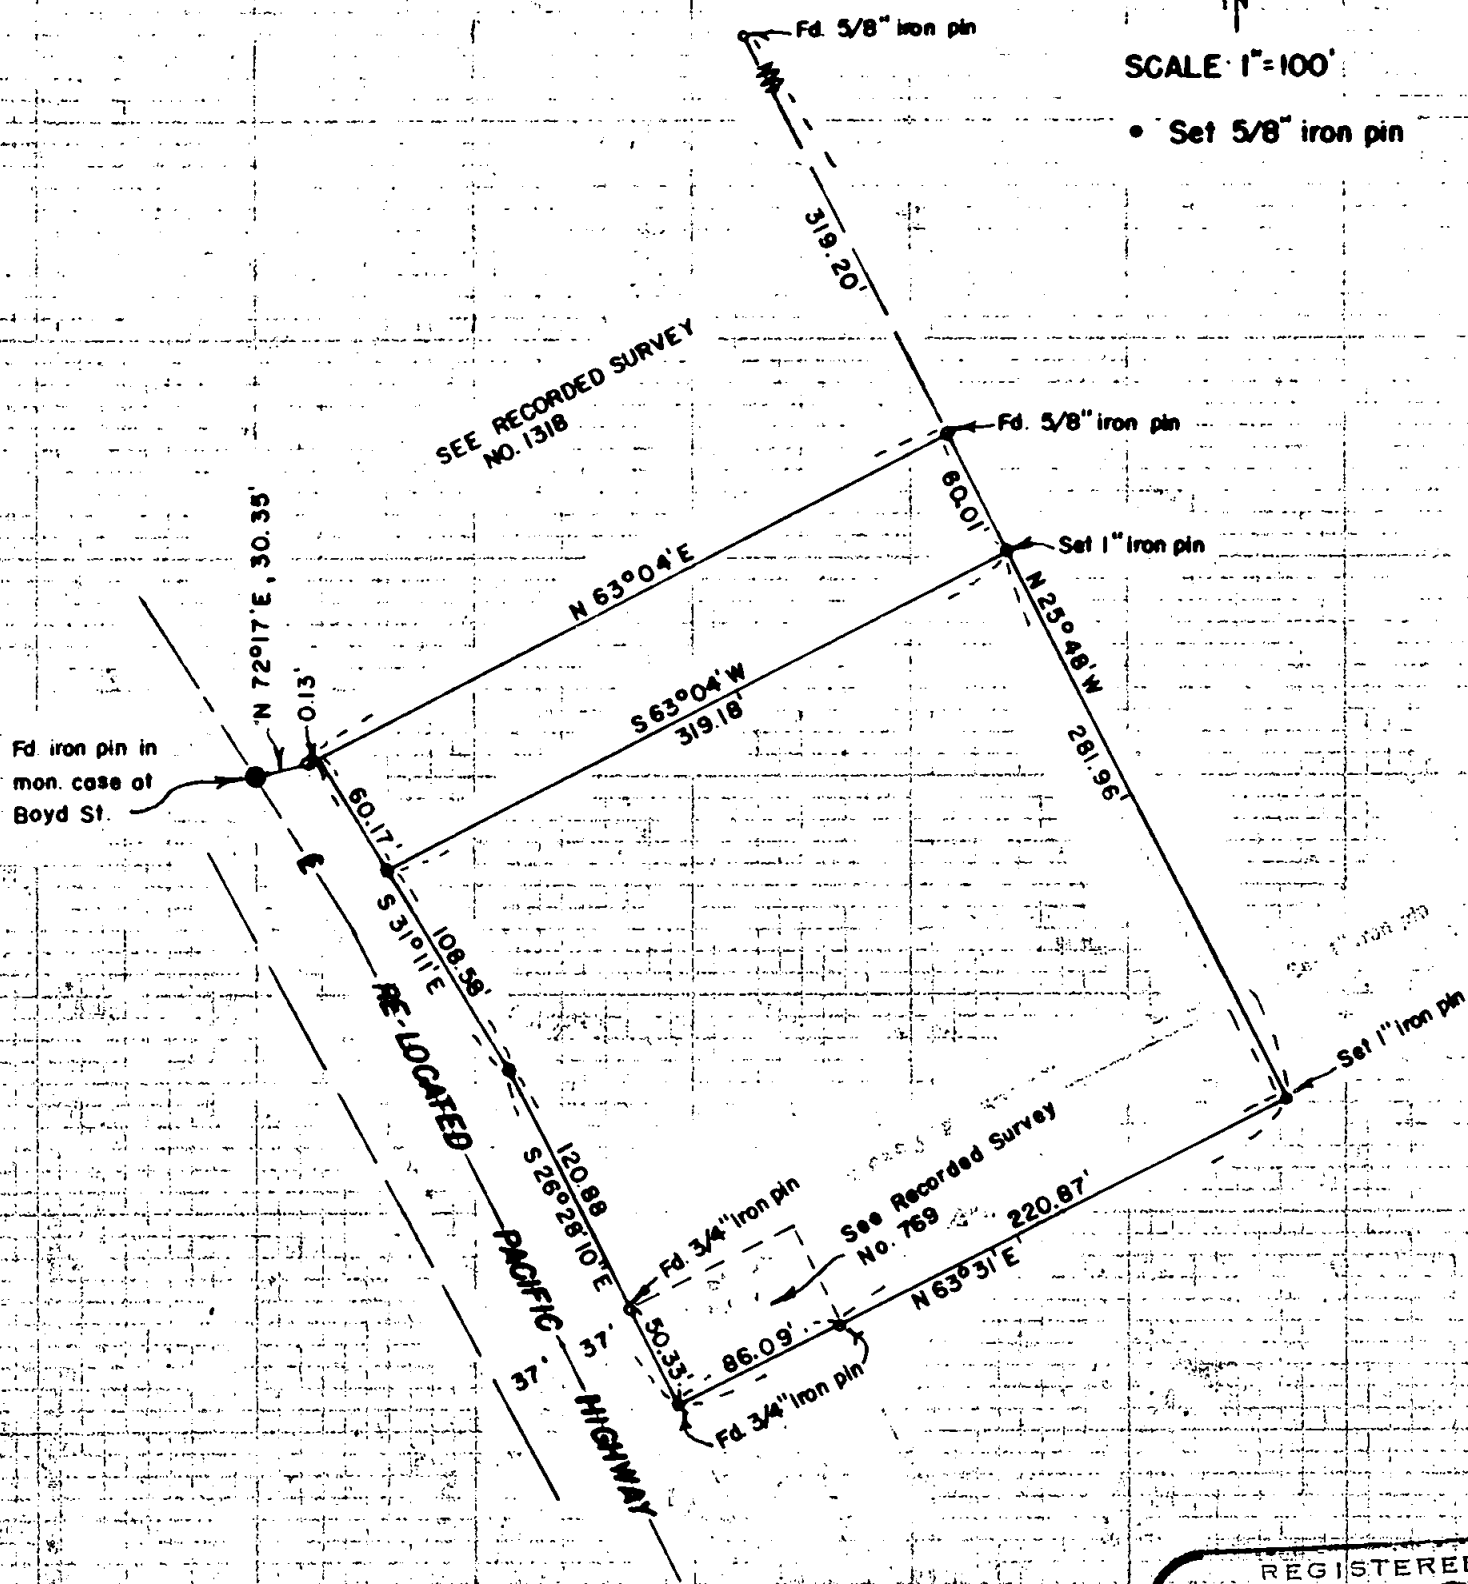 Fd. 5/8" iron pin
SCALE 1"=100'
• Set 5/8" iron pin
319.20'
SEE RECORDED SURVEY
NO. 1318
Fd. 5/8" iron pin
60.01'
Set 1" iron pin
N 72°17'E, 30.35'
0.13'
N 63°04'E
N 25°48'W
281.96'
S 63°04'W
319.18'
Fd. iron pin in
mon. case at
Boyd St.
60.17'
S 31°11'E
108.58'
RE-LOCATED PACIFIC HIGHWAY
iron pin
Set 1" iron pin
120.88
S 26°28'10"E
Fd. 3/4" iron pin
See Recorded Survey
No. 769
220.87'
N 63°31'E
37'
37'
50.33'
86.09'
Fd. 3/4" iron pin
REGISTERED